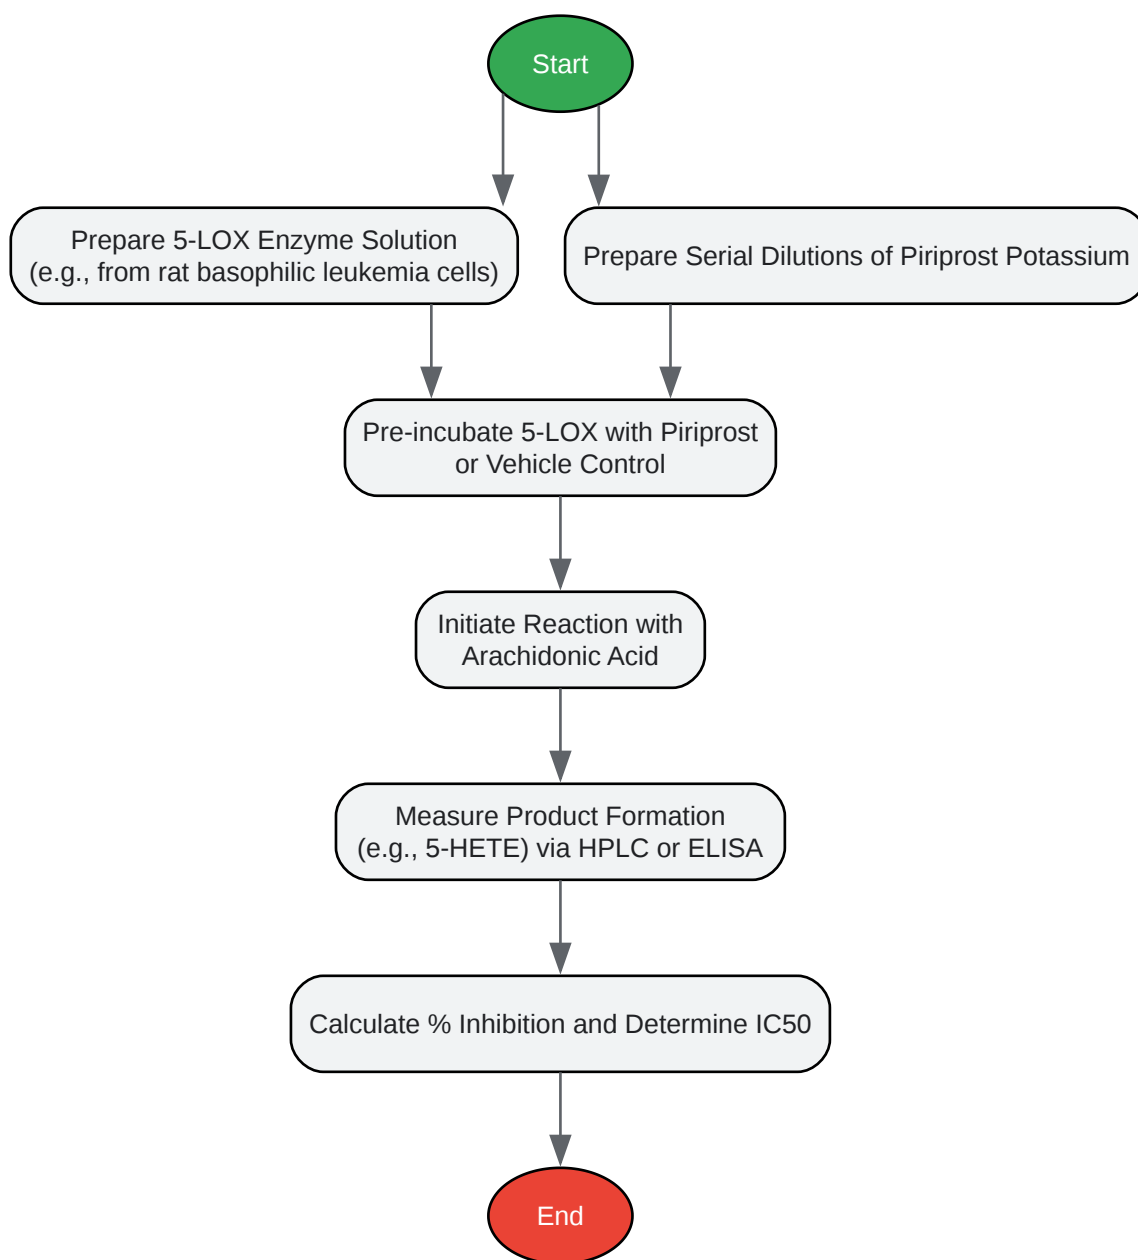 Start
Prepare 5-LOX Enzyme Solution
(e.g., from rat basophilic leukemia cells)
Prepare Serial Dilutions of Piriprost Potassium
Pre-incubate 5-LOX with Piriprost
or Vehicle Control
Initiate Reaction with
Arachidonic Acid
Measure Product Formation
(e.g., 5-HETE) via HPLC or ELISA
Calculate % Inhibition and Determine IC50
End